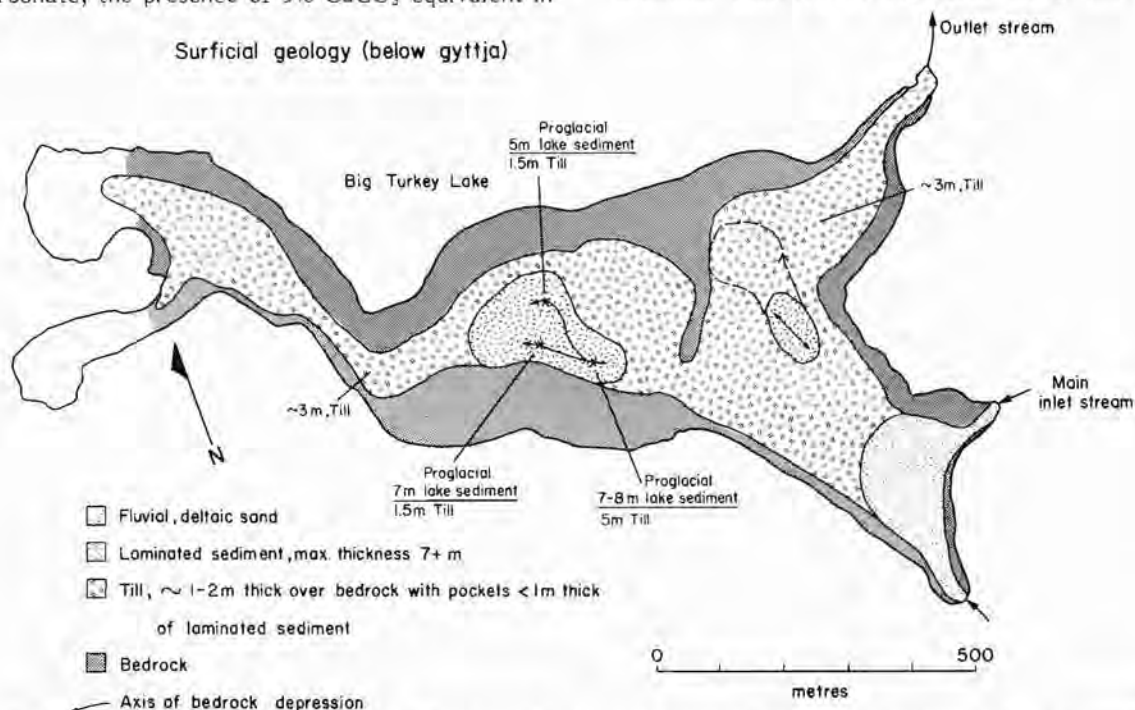 rbonate, the presence of 9% CaCO₃ equivalent in
Surficial geology (below gyttja)
Outlet stream
Proglacial
5m lake sediment
1.5m Till
Big Turkey Lake
~3m, Till
Main
inlet stream
~3m, Till
N
Proglacial
7m lake sediment
1.5m Till
Proglacial
7-8m lake sediment
5m Till
Fluvial, deltaic sand
Laminated sediment, max. thickness 7+ m
Till, ~ 1-2m thick over bedrock with pockets <1m thick
of laminated sediment
Bedrock
Axis of bedrock depression
0 500
metres